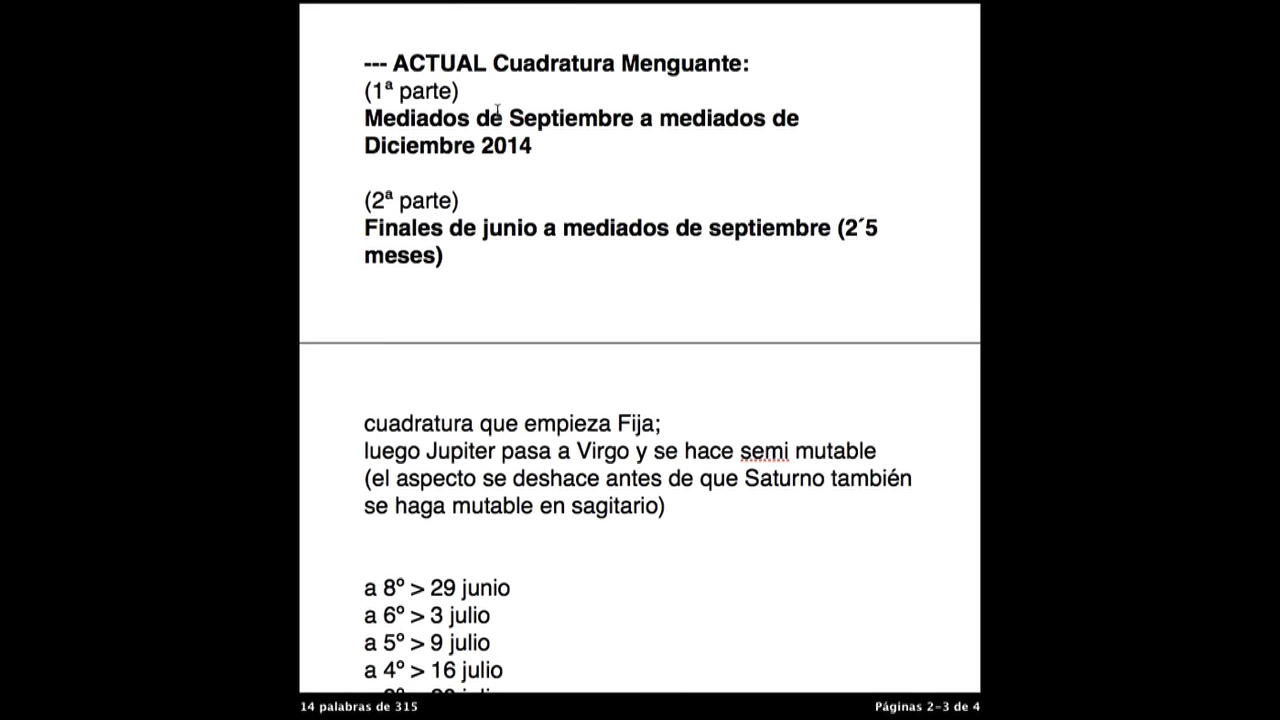 --- ACTUAL Cuadratura Menguante:
(1ª parte)
Mediados de Septiembre a mediados de
Diciembre 2014
(2ª parte)
Finales de junio a mediados de septiembre (2´5
meses)
cuadratura que empieza Fija;
luego Jupiter pasa a Virgo y se hace semi mutable
(el aspecto se deshace antes de que Saturno también
se haga mutable en sagitario)
a 8º > 29 junio
a 6º > 3 julio
a 5º > 9 julio
a 4º > 16 julio
14 palabras de 315
Páginas 2-3 de 4